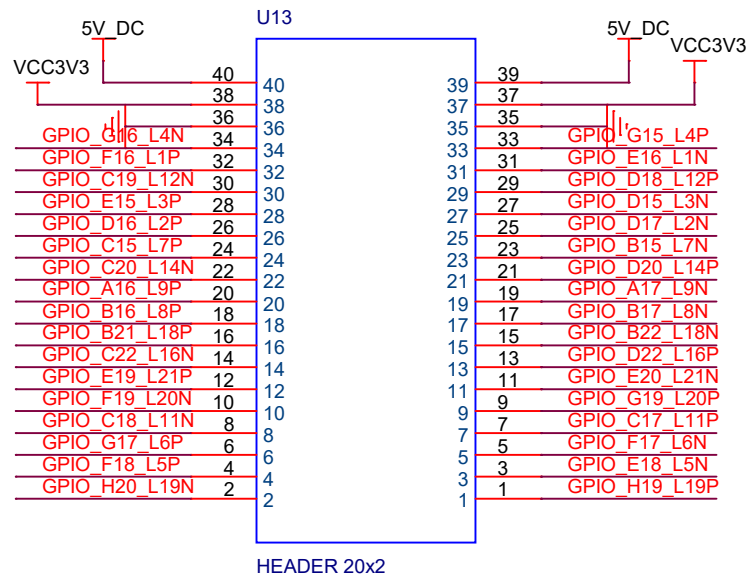 U13
5V_DC 5V_DC
VCC3V3 VCC3V3
40 40 39 39
38 38 37 37
36 36 35 35
GPIO_G16_L4N 34 34 33 33 GPIO_G15_L4P
GPIO_F16_L1P 32 32 31 31 GPIO_E16_L1N
GPIO_C19_L12N 30 30 29 29 GPIO_D18_L12P
GPIO_E15_L3P 28 28 27 27 GPIO_D15_L3N
GPIO_D16_L2P 26 26 25 25 GPIO_D17_L2N
GPIO_C15_L7P 24 24 23 23 GPIO_B15_L7N
GPIO_C20_L14N 22 22 21 21 GPIO_D20_L14P
GPIO_A16_L9P 20 20 19 19 GPIO_A17_L9N
GPIO_B16_L8P 18 18 17 17 GPIO_B17_L8N
GPIO_B21_L18P 16 16 15 15 GPIO_B22_L18N
GPIO_C22_L16N 14 14 13 13 GPIO_D22_L16P
GPIO_E19_L21P 12 12 11 11 GPIO_E20_L21N
GPIO_F19_L20N 10 10 9 9 GPIO_G19_L20P
GPIO_C18_L11N 8 8 7 7 GPIO_C17_L11P
GPIO_G17_L6P 6 6 5 5 GPIO_F17_L6N
GPIO_F18_L5P 4 4 3 3 GPIO_E18_L5N
GPIO_H20_L19N 2 2 1 1 GPIO_H19_L19P
HEADER 20x2